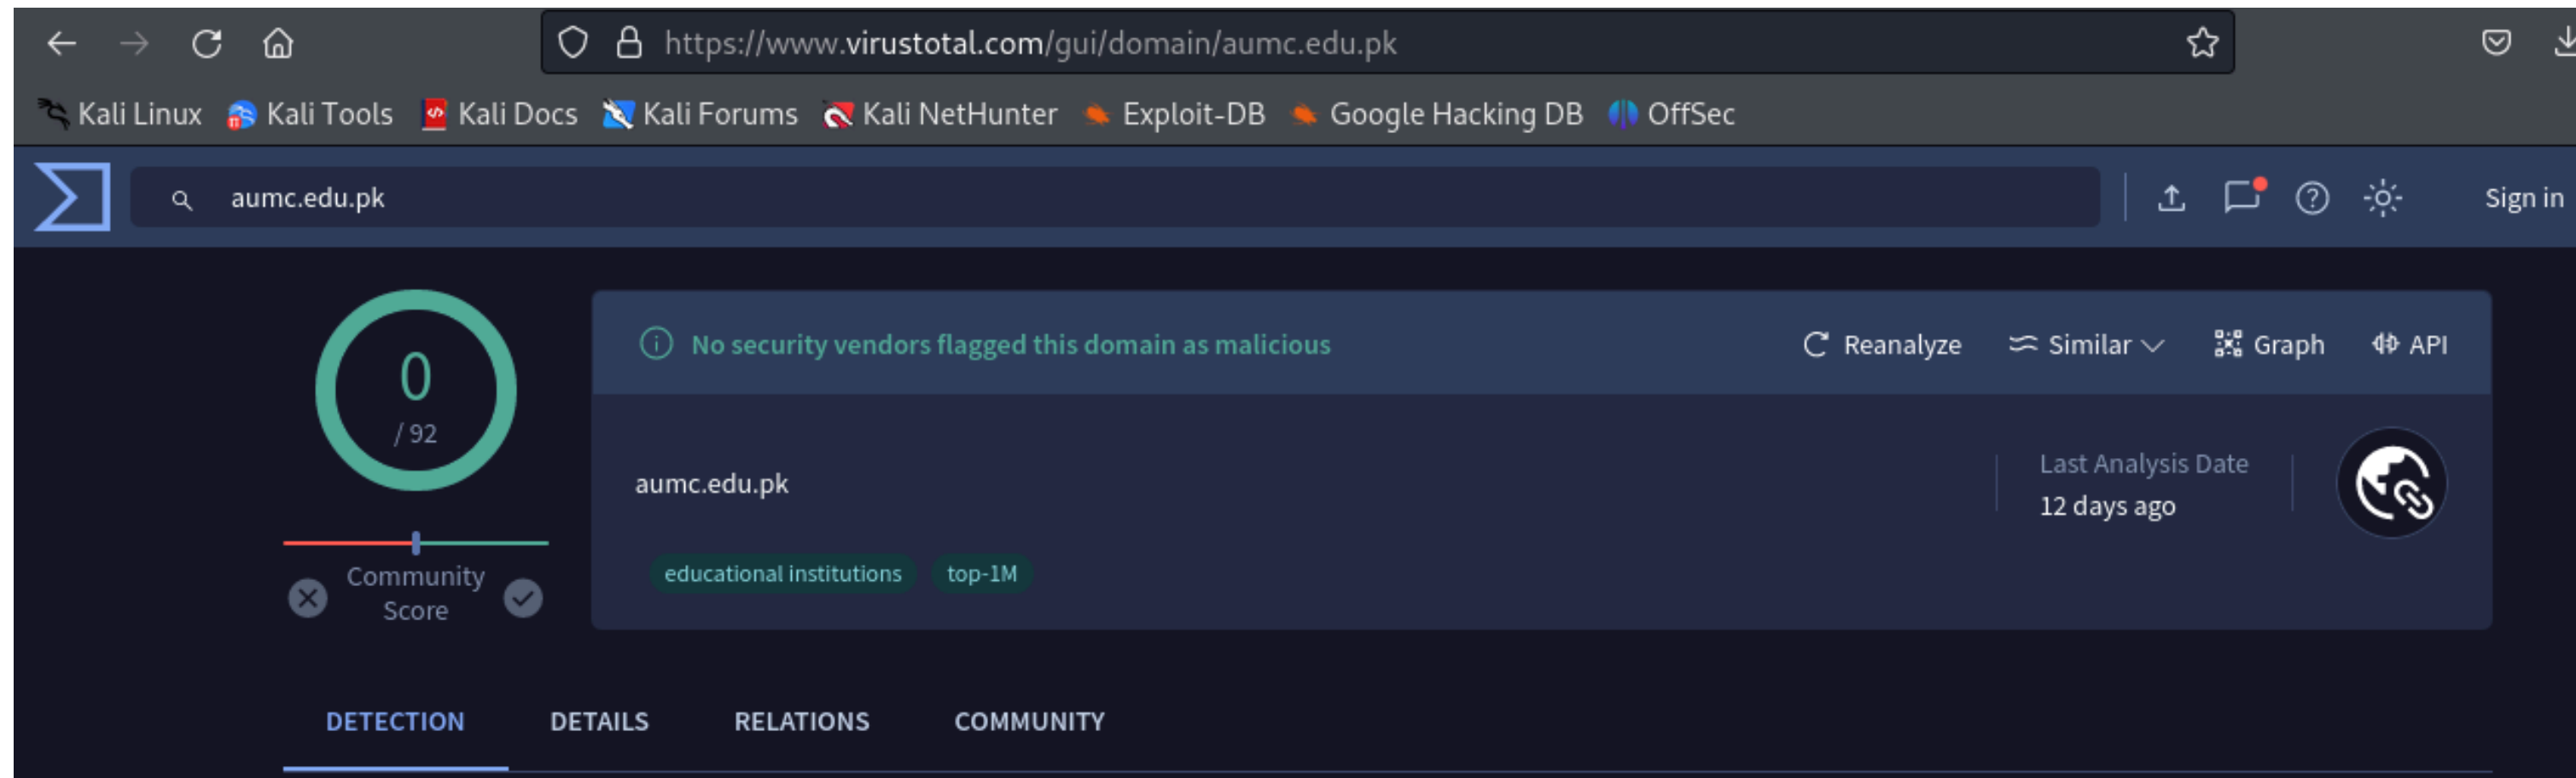 https://www.virustotal.com/gui/domain/aumc.edu.pk
Kali Linux Kali Tools Kali Docs Kali Forums Kali NetHunter Exploit-DB Google Hacking DB OffSec
aumc.edu.pk Sign in
No security vendors flagged this domain as malicious Reanalyze Similar Graph API
0
/ 92
aumc.edu.pk
Last Analysis Date
12 days ago
educational institutions top-1M
Community
Score
DETECTION DETAILS RELATIONS COMMUNITY